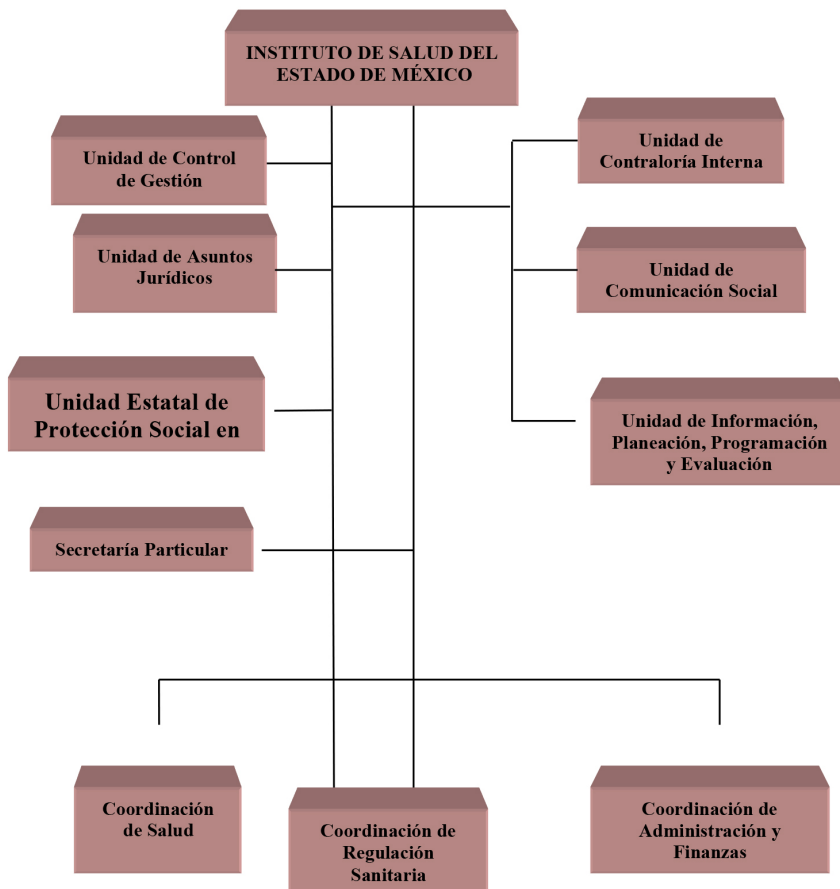 INSTITUTO DE SALUD DEL
ESTADO DE MÉXICO
Unidad de Control
de Gestión
Unidad de
Contraloría Interna
Unidad de Asuntos
Jurídicos
Unidad de
Comunicación Social
Unidad Estatal de
Protección Social en
Unidad de Información,
Planeación, Programación
y Evaluación
Secretaría Particular
Coordinación
de Salud
Coordinación de
Regulación
Sanitaria
Coordinación de
Administración y
Finanzas